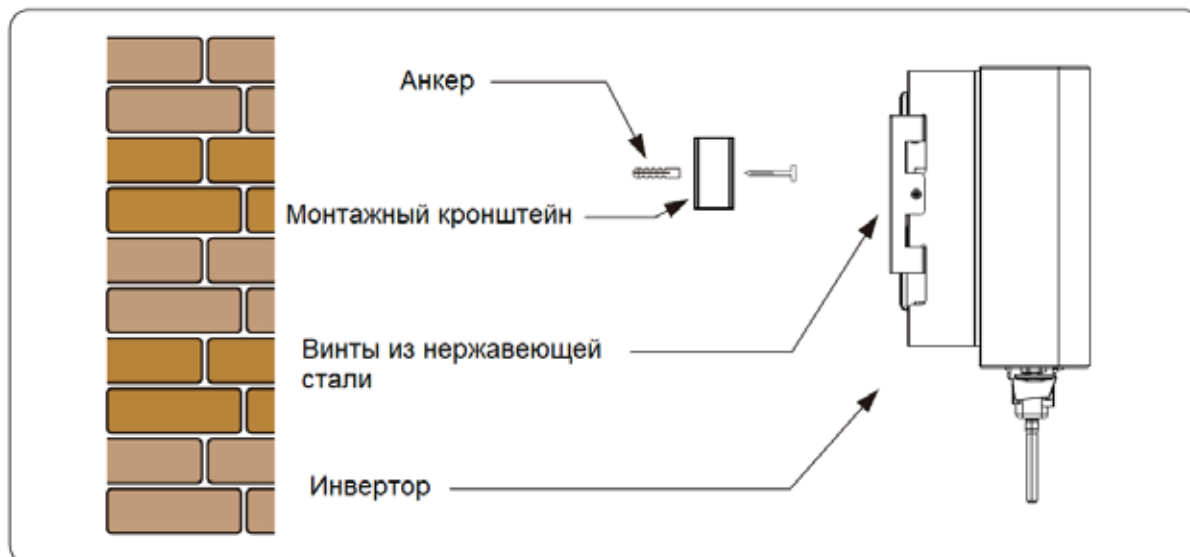 Анкер
Монтажный кронштейн
Винты из нержавеющей
стали
Инвертор